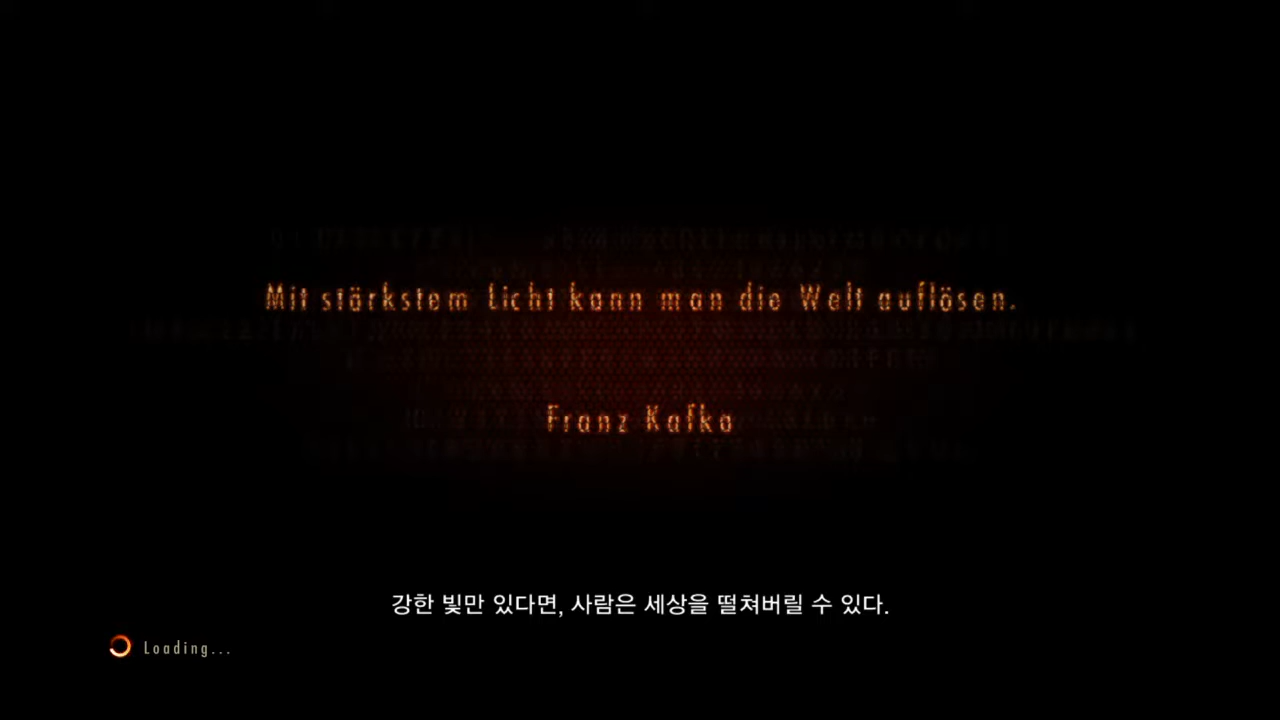 Mit stärkstem Licht kann man die Welt auflösen.
Franz Kafka
강한 빛만 있다면, 사람은 세상을 떨쳐버릴 수 있다.
Loading...